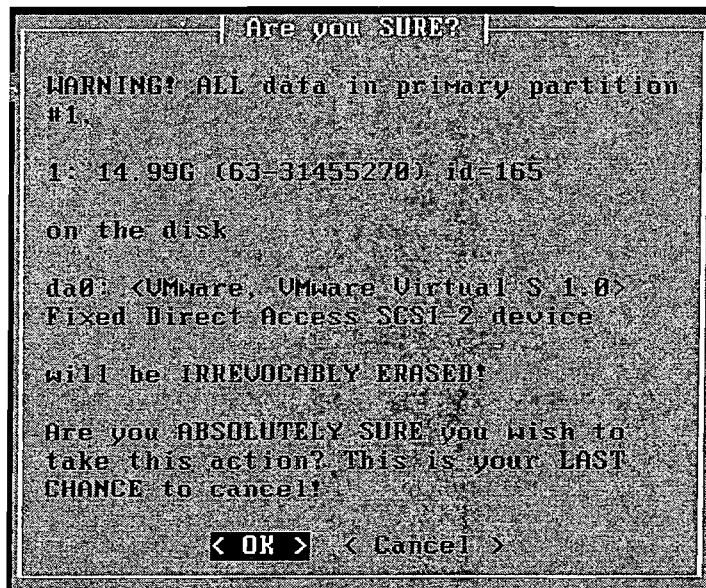 Are you SURE?
WARNING! ALL data in primary partition
#1,
1: 14.99G (63-31455270) id=165
on the disk
da0: <VMware, VMware Virtual S 1.0>
Fixed Direct Access SCSI-2 device
will be IRREVOCABLY ERASED!
Are you ABSOLUTELY SURE you wish to
take this action? This is your LAST
CHANCE to cancel!
< OK > < Cancel >